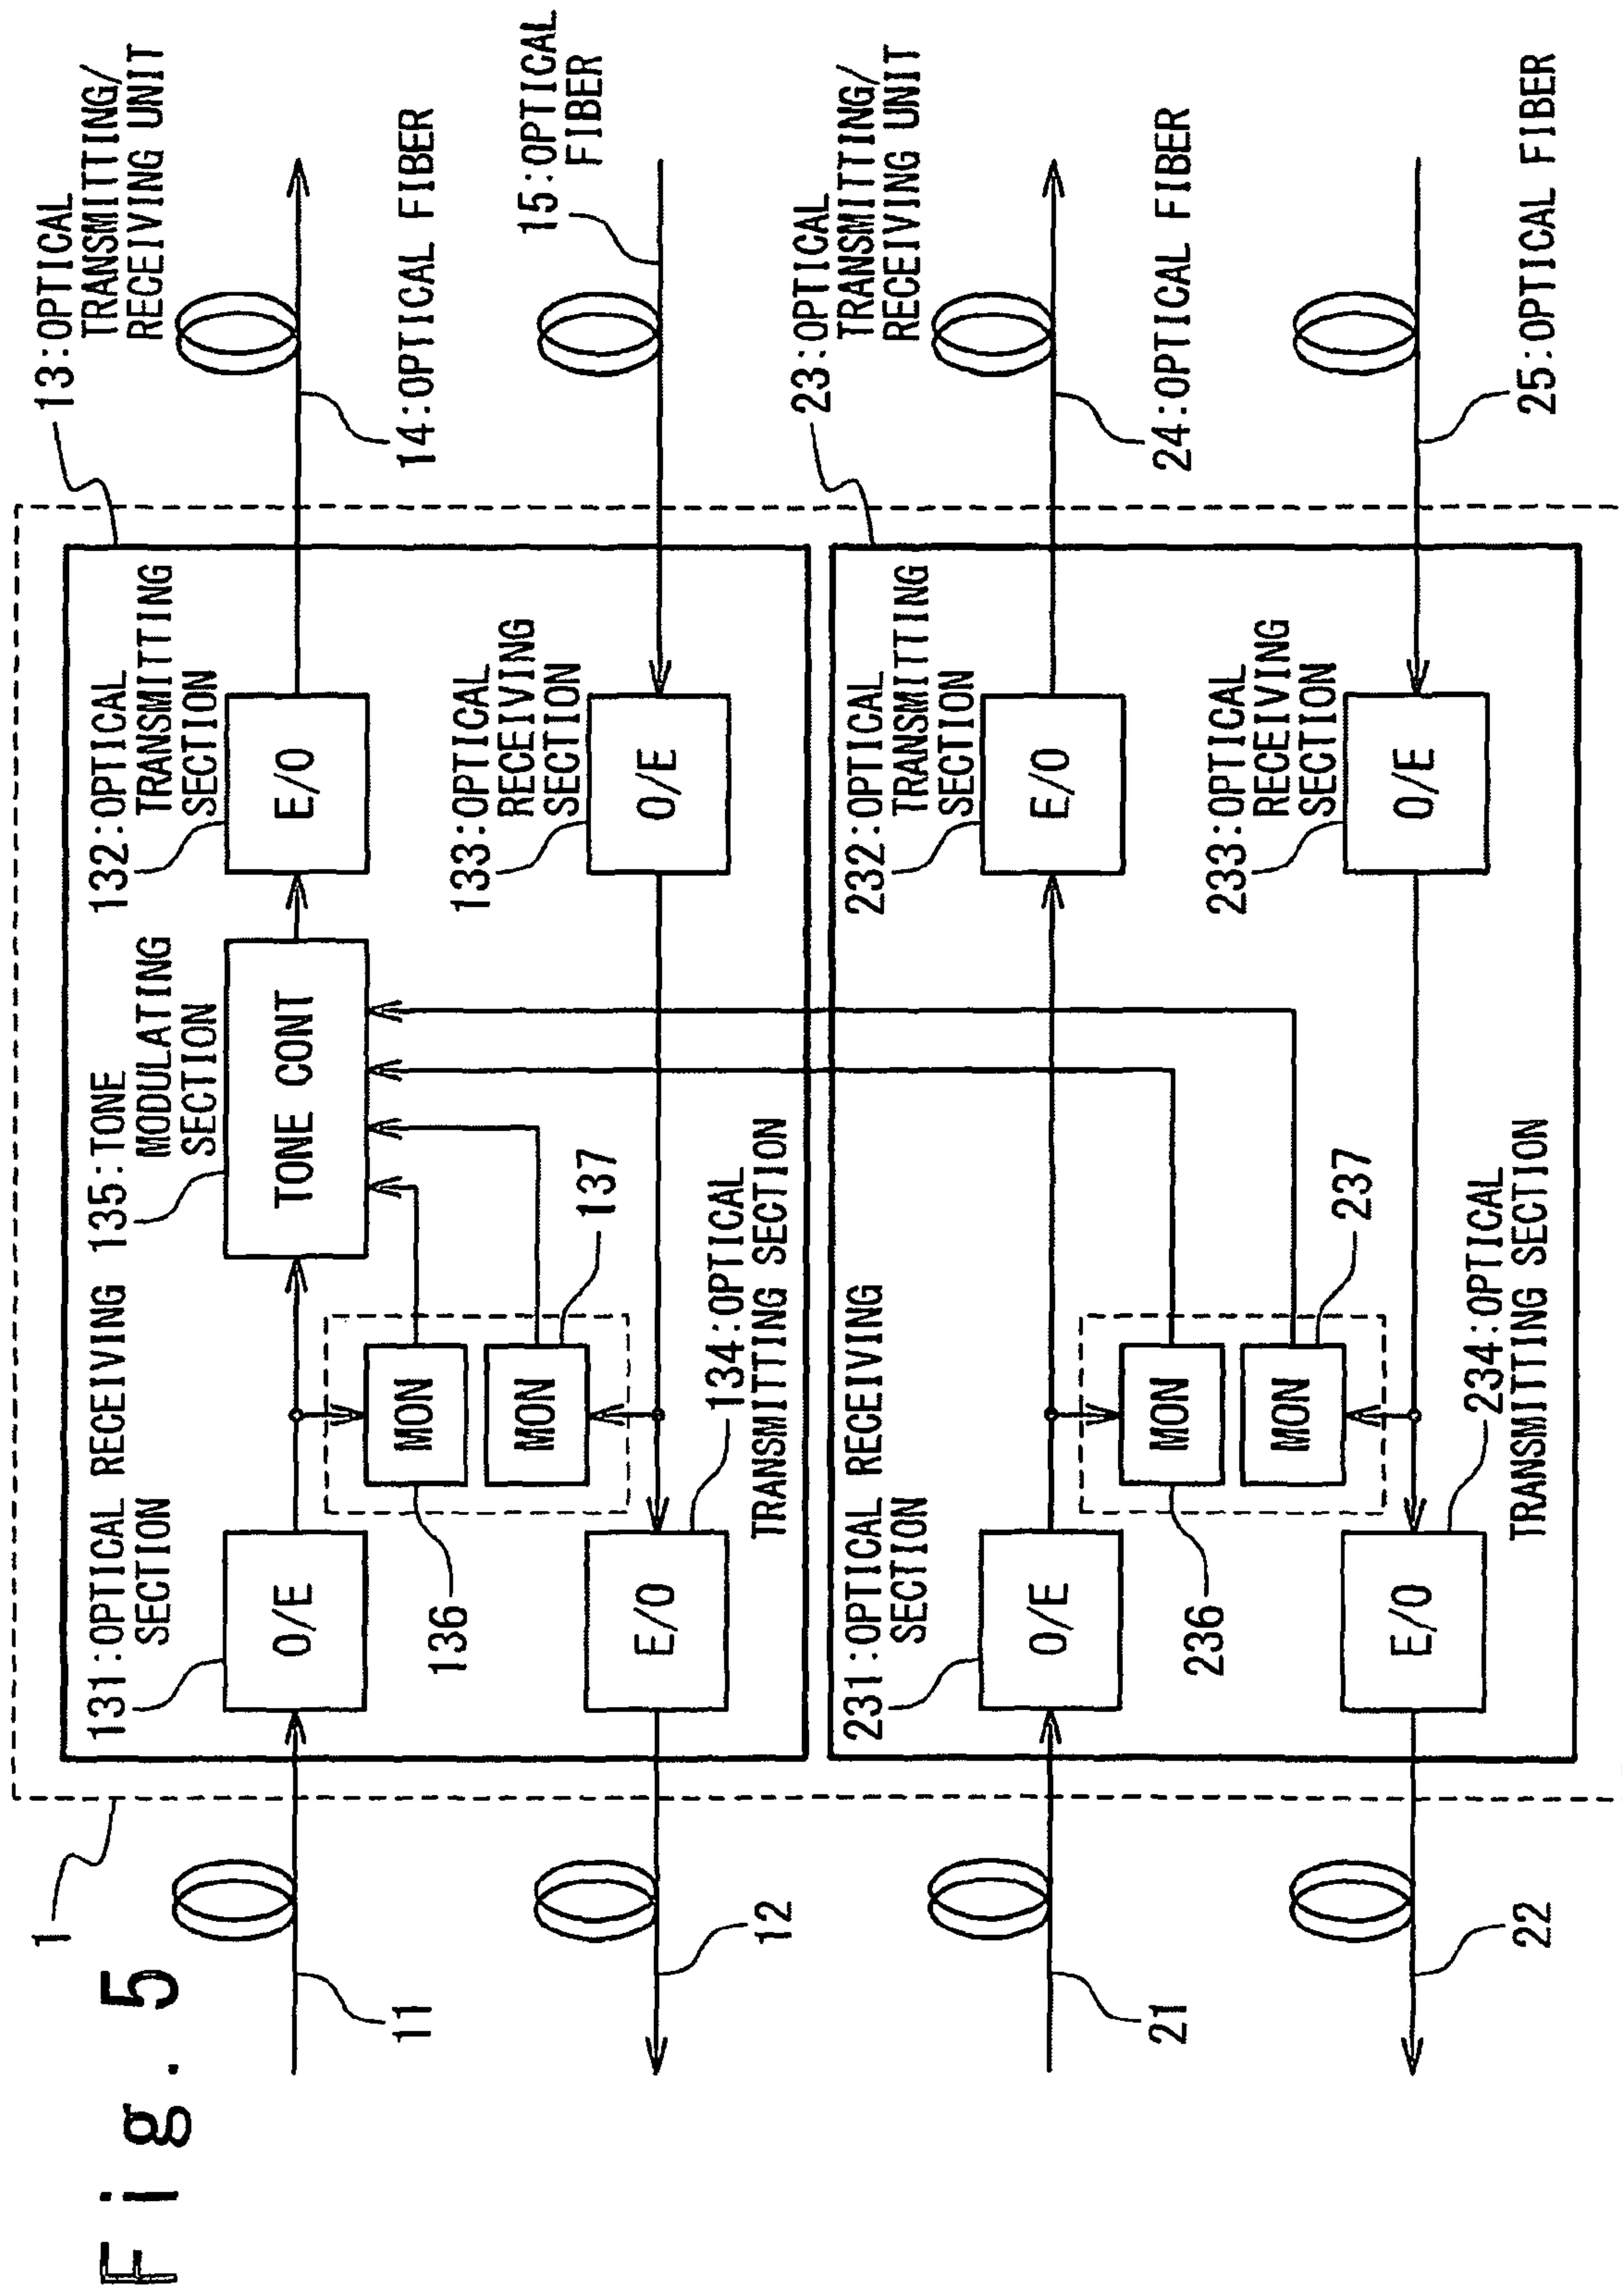 Fig. 5
1
13:OPTICAL
TRANSMITTING/
RECEIVING UNIT
131:OPTICAL RECEIVING
SECTION
O/E
135:TONE
MODULATING
SECTION
TONE CONT
132:OPTICAL
TRANSMITTING
SECTION
E/O
11
14:OPTICAL FIBER
136
MON
MON
137
133:OPTICAL
RECEIVING
SECTION
O/E
15:OPTICAL
FIBER
E/O
134:OPTICAL
TRANSMITTING SECTION
12
23:OPTICAL
TRANSMITTING/
RECEIVING UNIT
231:OPTICAL RECEIVING
SECTION
O/E
232:OPTICAL
TRANSMITTING
SECTION
E/O
21
24:OPTICAL FIBER
236
MON
MON
237
233:OPTICAL
RECEIVING
SECTION
O/E
E/O
234:OPTICAL
TRANSMITTING SECTION
22
25:OPTICAL FIBER